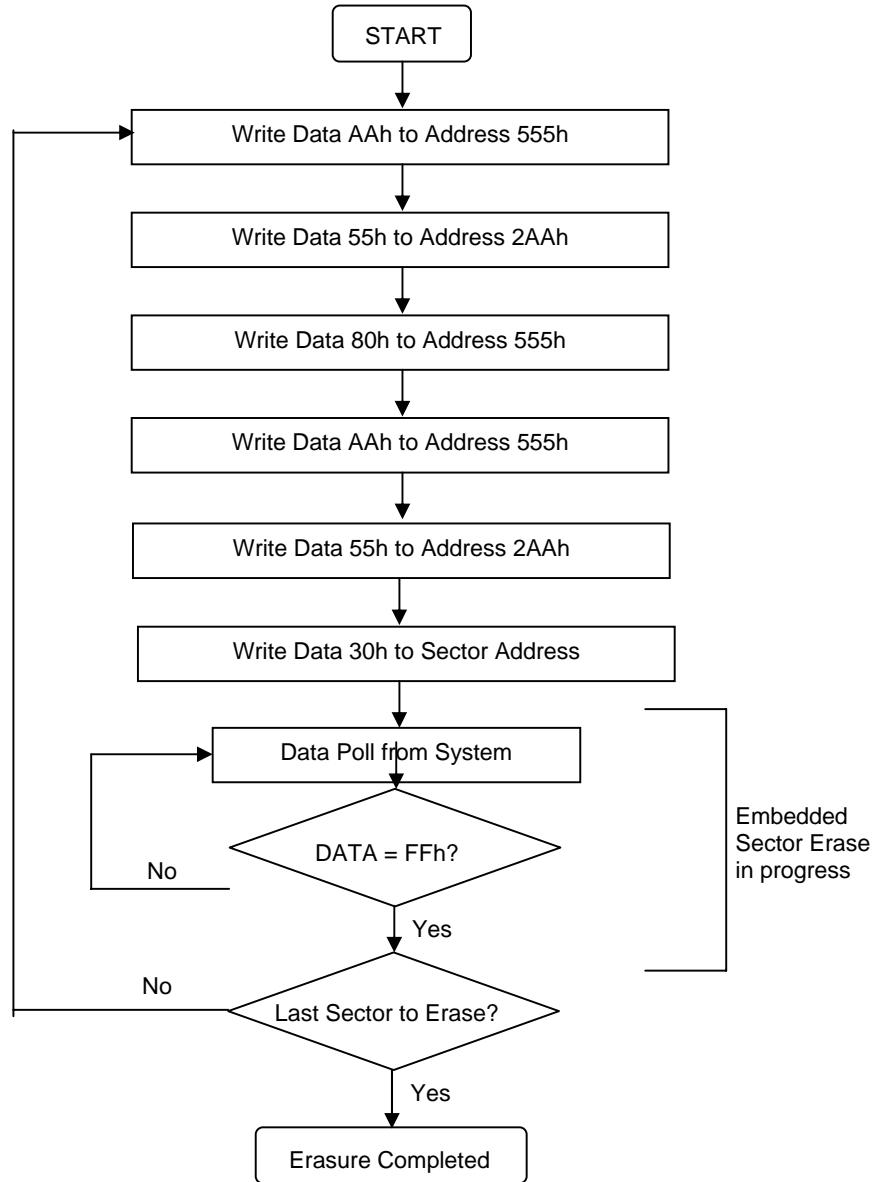 START
Write Data AAh to Address 555h
Write Data 55h to Address 2AAh
Write Data 80h to Address 555h
Write Data AAh to Address 555h
Write Data 55h to Address 2AAh
Write Data 30h to Sector Address
Data Poll from System
DATA = FFh?
No
Yes
Embedded
Sector Erase
in progress
Last Sector to Erase?
No
Yes
Erasure Completed